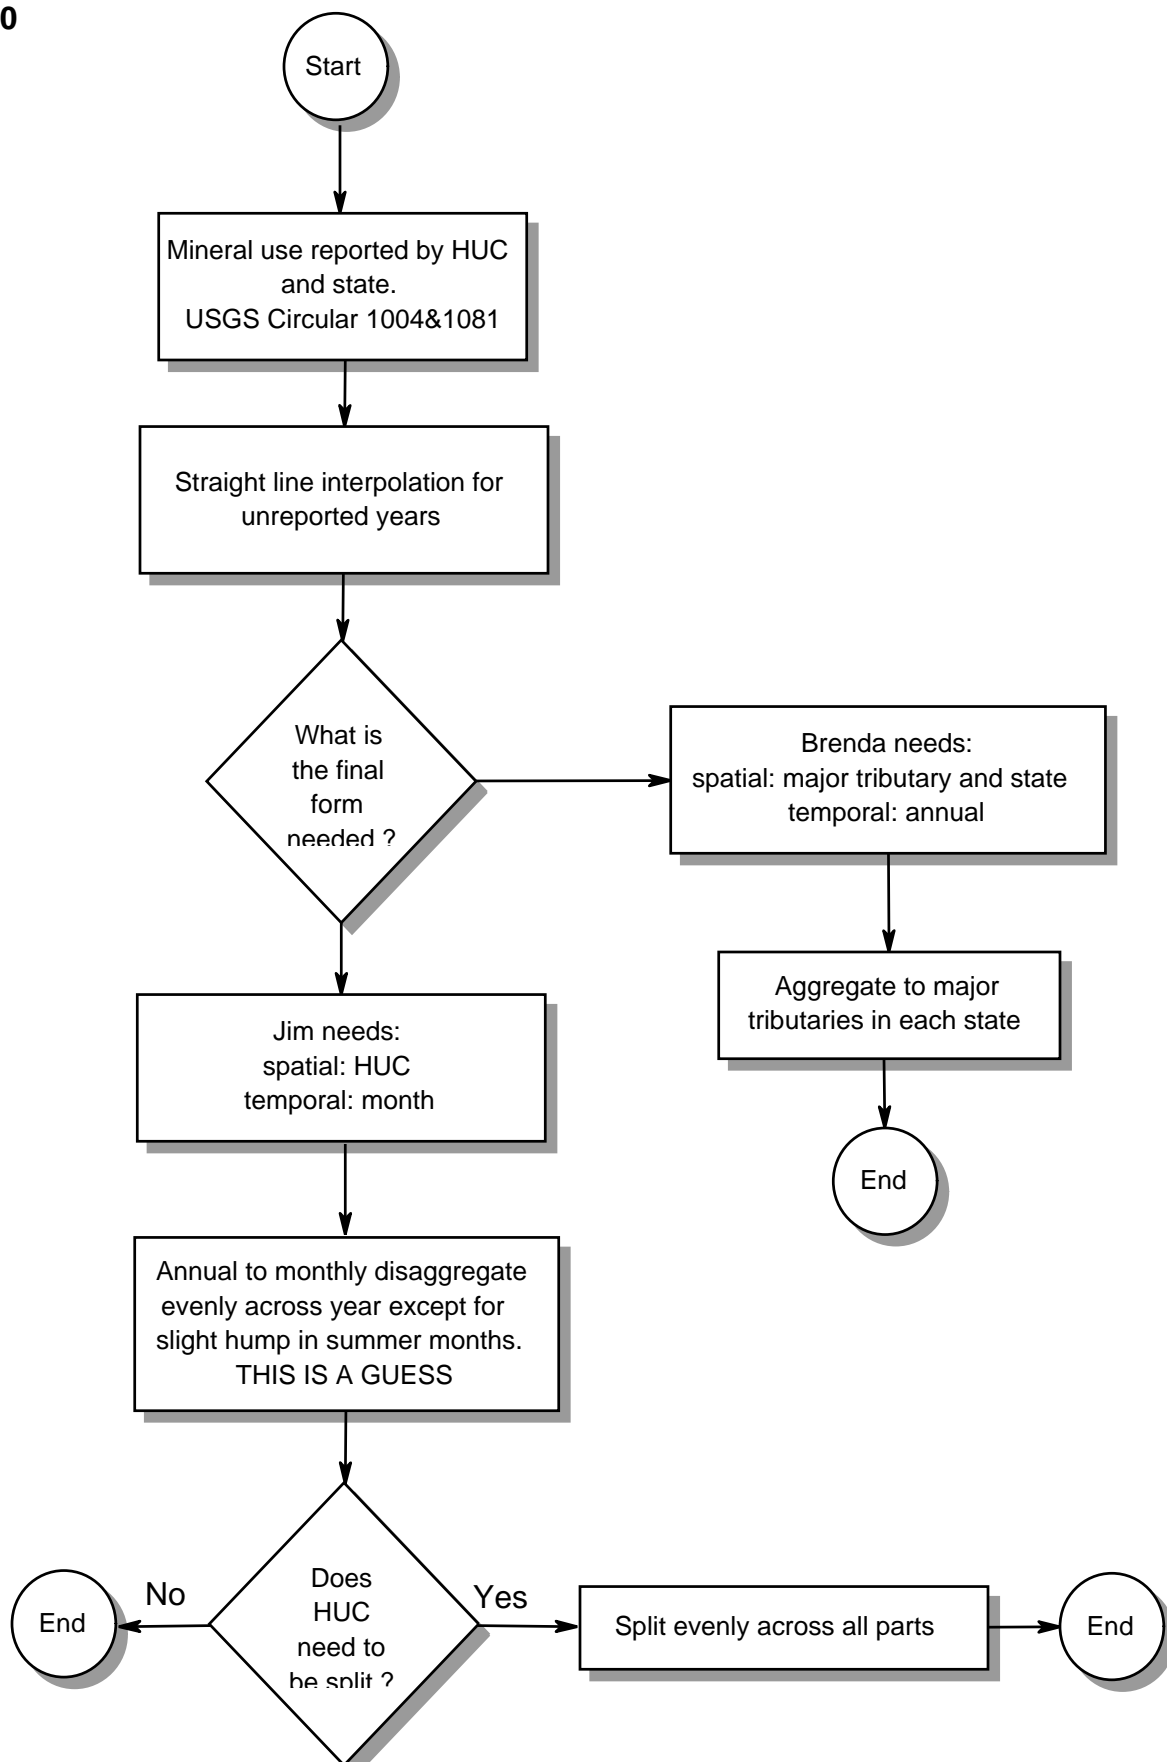 0
Start
Mineral use reported by HUC
and state.
USGS Circular 1004&1081
Straight line interpolation for
unreported years
What is
the final
form
needed ?
Brenda needs:
spatial: major tributary and state
temporal: annual
Aggregate to major
tributaries in each state
End
Jim needs:
spatial: HUC
temporal: month
Annual to monthly disaggregate
evenly across year except for
slight hump in summer months.
THIS IS A GUESS
Does
HUC
need to
be split ?
No
End
Yes
Split evenly across all parts
End